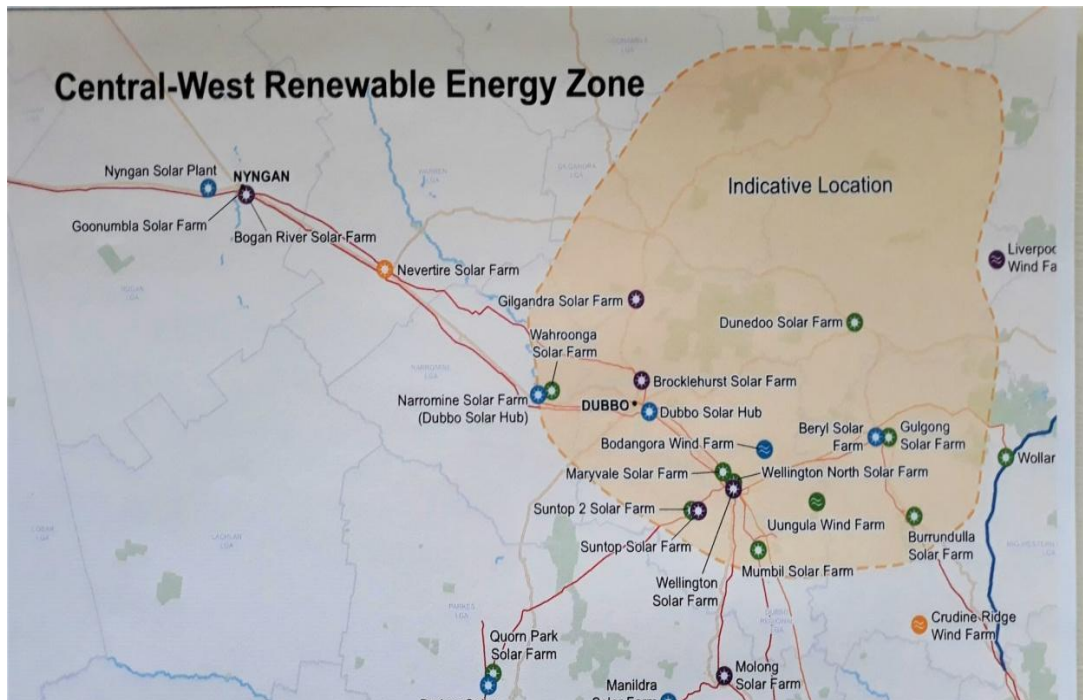 Central-West Renewable Energy Zone
Indicative Location
Nyngan Solar Plant
NYNGAN
Goonumbla Solar Farm
Bogan River Solar Farm
Nevertire Solar Farm
Liverpoo
Wind Fa
Gilgandra Solar Farm
Dunedoo Solar Farm
Wahroonga
Solar Farm
Brocklehurst Solar Farm
Narromine Solar Farm
(Dubbo Solar Hub)
DUBBO
Dubbo Solar Hub
Bodangora Wind Farm
Beryl Solar
Farm
Gulgong
Solar Farm
Wollar
Maryvale Solar Farm
Wellington North Solar Farm
Suntop 2 Solar Farm
Uungula Wind Farm
Burrundulla
Solar Farm
Suntop Solar Farm
Mumbil Solar Farm
Wellington
Solar Farm
Crudine Ridge
Wind Farm
Quorn Park
Solar Farm
Molong
Solar Farm
Manildra